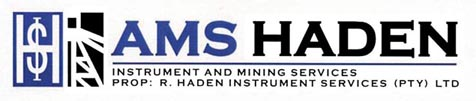 AMS HADEN
INSTRUMENT AND MINING SERVICES
PROP: R. HADEN INSTRUMENT SERVICES (PTY) LTD